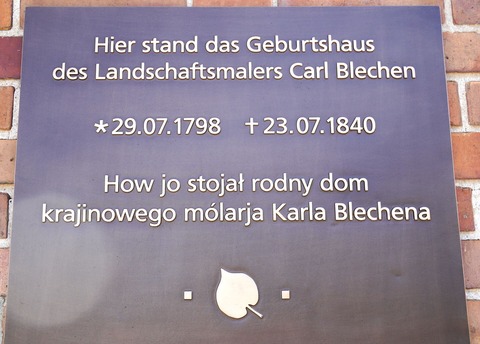 Hier stand das Geburtshaus
des Landschaftsmalers Carl Blechen
*29.07.1798 †23.07.1840
How jo stojał rodny dom
krajinowego mólarja Karla Blechena